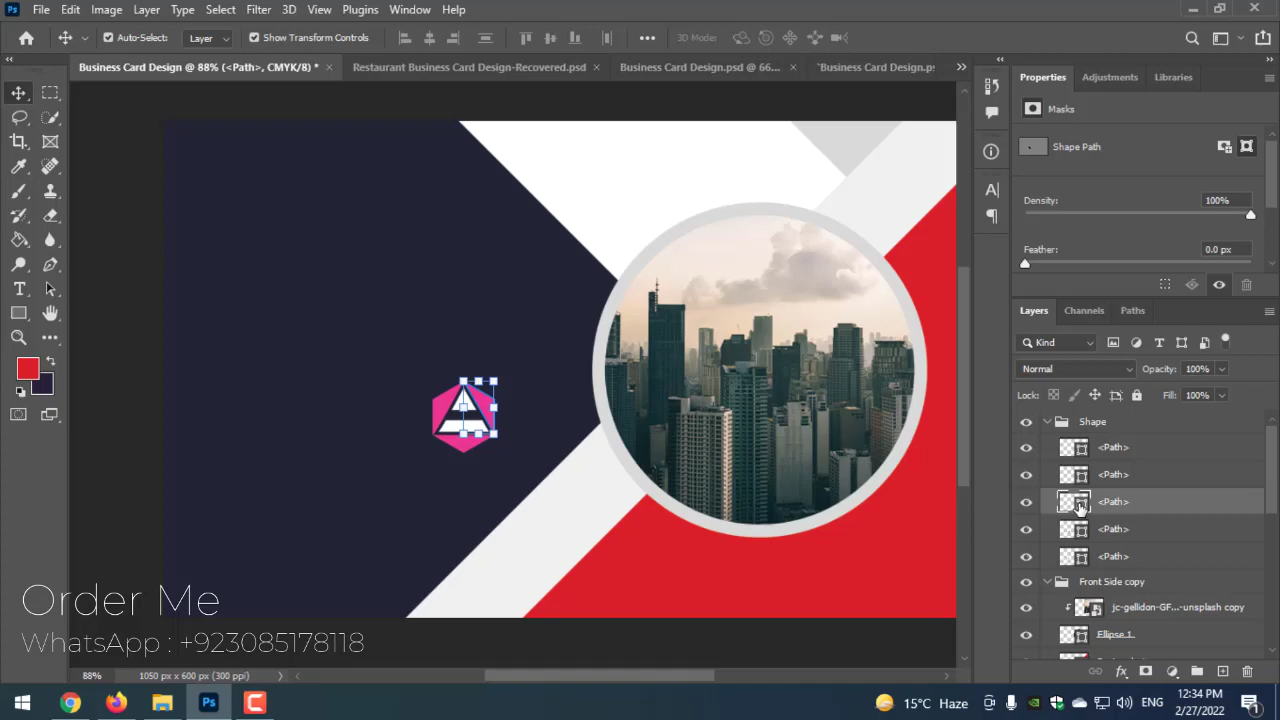 Ps File Edit Image Layer Type Select Filter 3D View Plugins Window Help
Auto-Select: Layer Show Transform Controls 3D Mode:
Business Card Design @ 88% (<Path>, CMYK/8) * × Restaurant Business Card Design-Recovered.psd × Business Card Design.psd @ 66... × `Business Card Design.ps
Properties Adjustments Libraries
Masks
Shape Path
Density: 100%
Feather: 0.0 px
Layers Channels Paths
Kind
Normal Opacity: 100%
Lock: Fill: 100%
Shape
<Path>
<Path>
<Path>
<Path>
<Path>
Front Side copy
jc-gellidon-GF...-unsplash copy
Ellipse 1
Order Me
WhatsApp : +923085178118
88% 1050 px x 600 px (300 ppi)
Ps 15°C Haze ENG 12:34 PM
2/27/2022 1